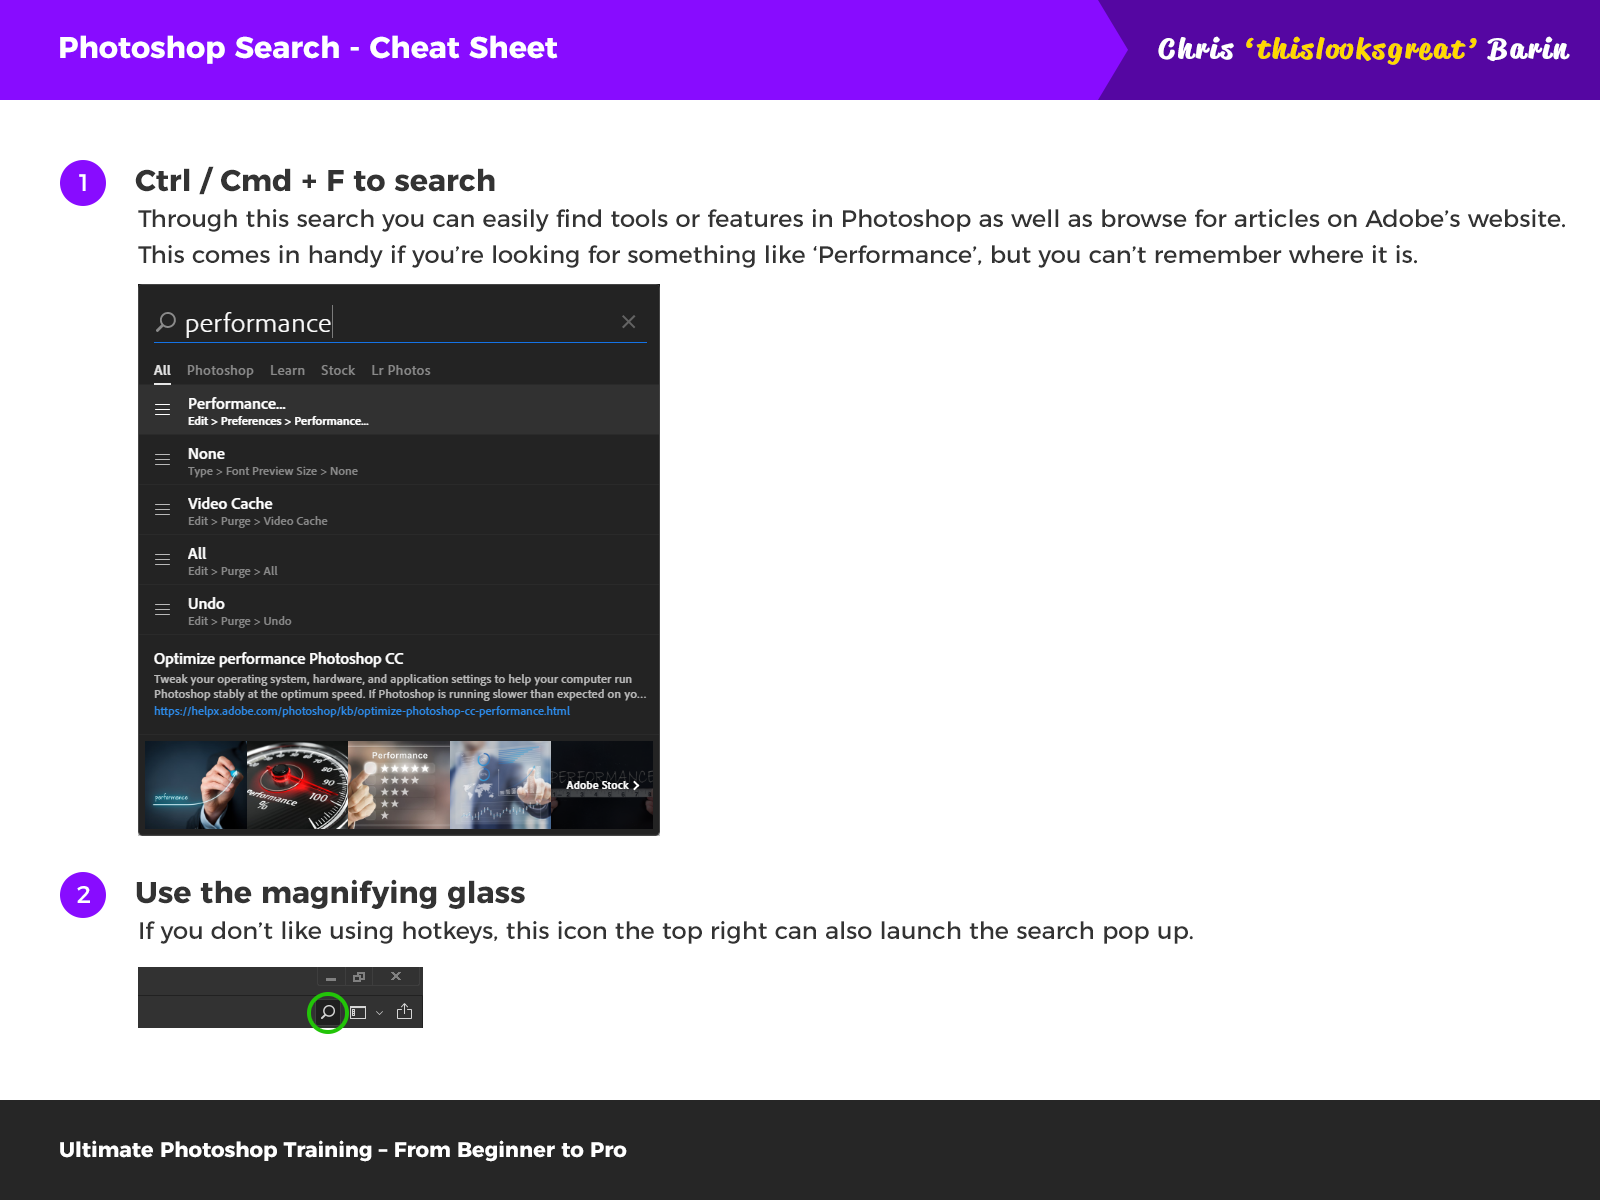 Photoshop Search - Cheat Sheet
Chris ‘thislooksgreat’ Barin
1
Ctrl / Cmd + F to search
Through this search you can easily find tools or features in Photoshop as well as browse for articles on Adobe’s website.
This comes in handy if you’re looking for something like ‘Performance’, but you can’t remember where it is.
performance
All Photoshop Learn Stock Lr Photos
Performance...
Edit > Preferences > Performance...
None
Type > Font Preview Size > None
Video Cache
Edit > Purge > Video Cache
All
Edit > Purge > All
Undo
Edit > Purge > Undo
Optimize performance Photoshop CC
Tweak your operating system, hardware, and application settings to help your computer run
Photoshop stably at the optimum speed. If Photoshop is running slower than expected on yo...
https://helpx.adobe.com/photoshop/kb/optimize-photoshop-cc-performance.html
performance
70 80 90 100
performance %
Performance
PERFORMANCE
Adobe Stock
2
Use the magnifying glass
If you don’t like using hotkeys, this icon the top right can also launch the search pop up.
Ultimate Photoshop Training – From Beginner to Pro